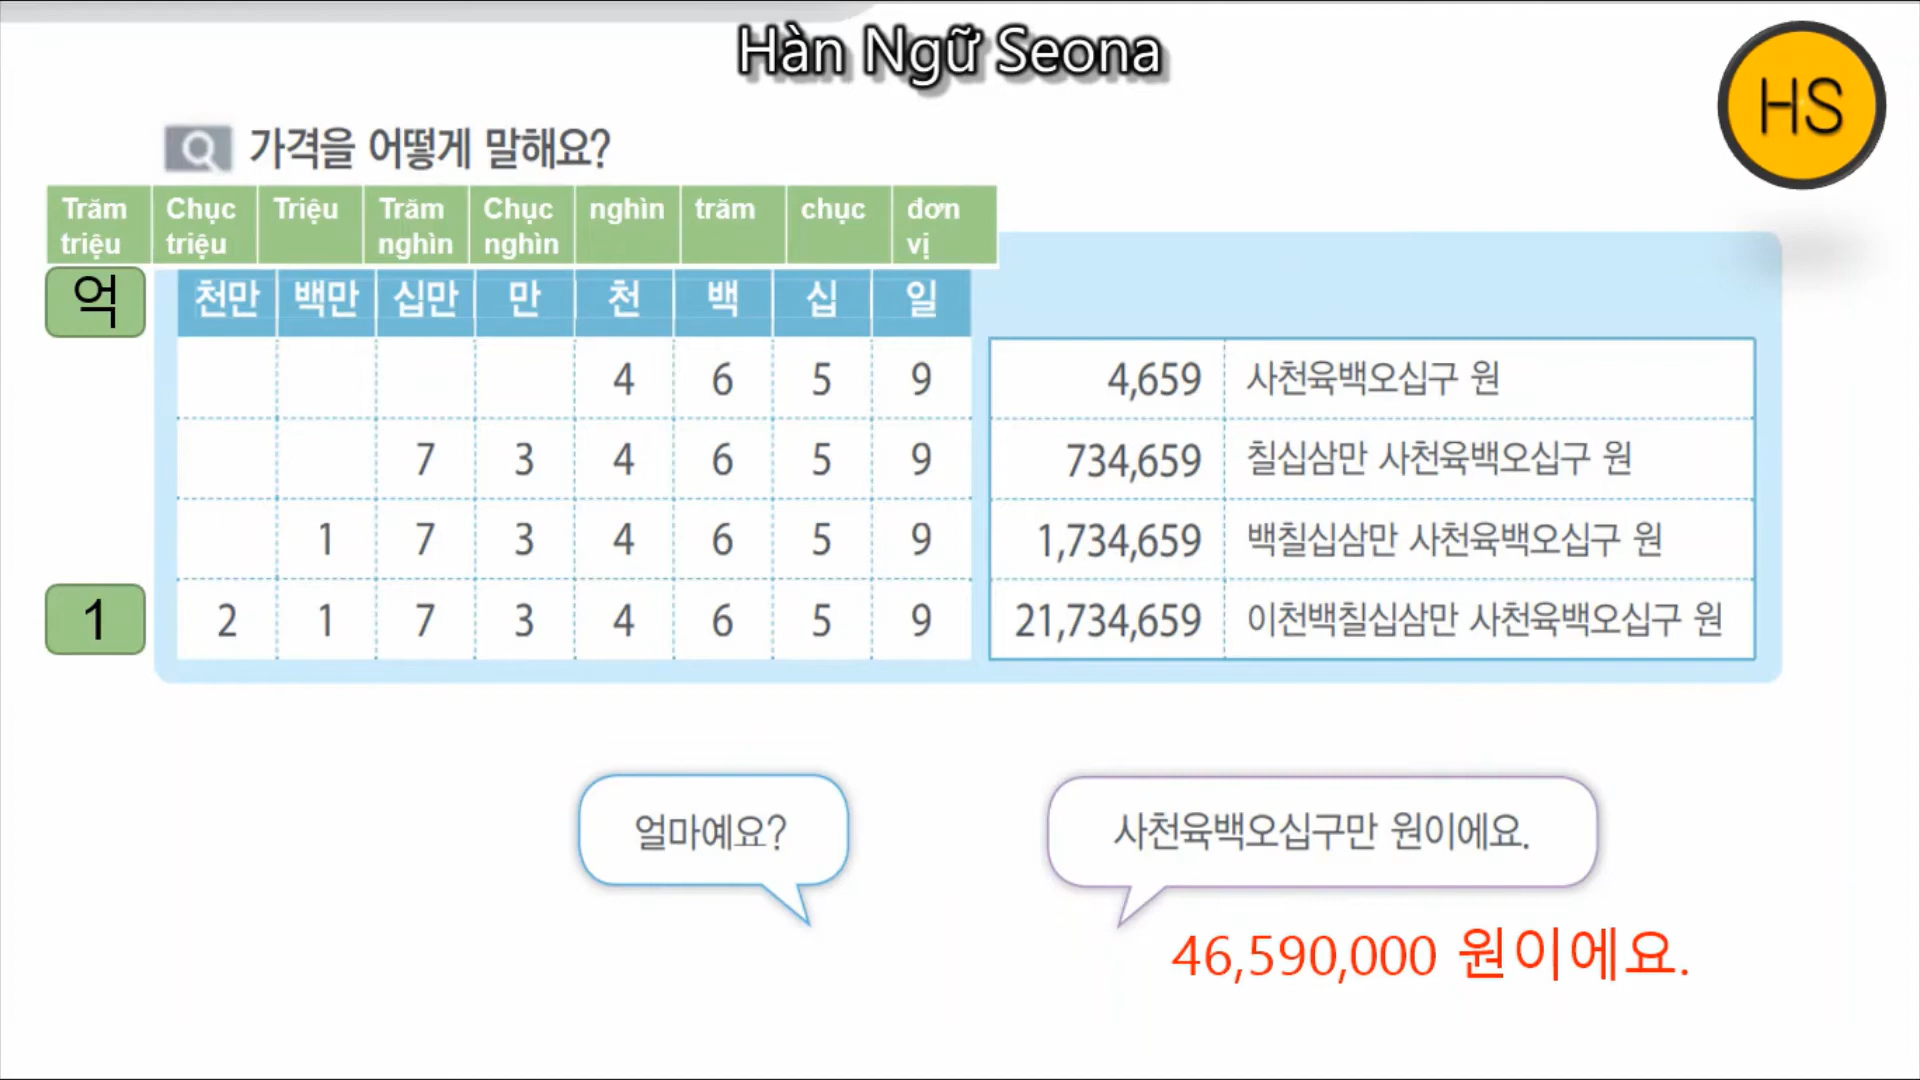 Hàn Ngữ Seona
HS
가격을 어떻게 말해요?
Trăm triệu Chục triệu Triệu Trăm nghìn Chục nghìn nghìn trăm chục đơn vị
억 천만 백만 십만 만 천 백 십 일
4 6 5 9 4,659 사천육백오십구 원
7 3 4 6 5 9 734,659 칠십삼만 사천육백오십구 원
1 7 3 4 6 5 9 1,734,659 백칠십삼만 사천육백오십구 원
1 2 1 7 3 4 6 5 9 21,734,659 이천백칠십삼만 사천육백오십구 원
얼마예요?
사천육백오십구만 원이에요.
46,590,000 원이에요.